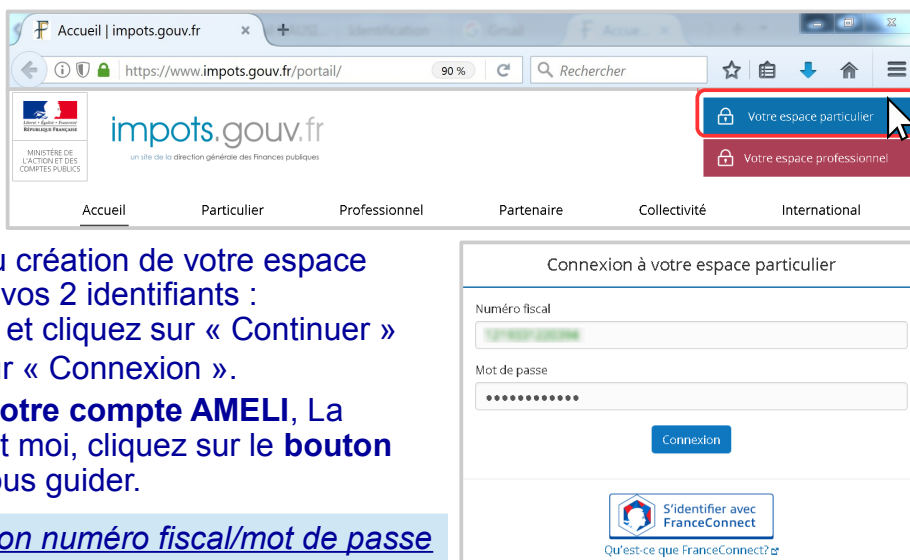 Accueil | impots.gouv.fr
https://www.impots.gouv.fr/portail/
90 %
Rechercher
Liberté • Égalité • Fraternité
RÉPUBLIQUE FRANÇAISE
MINISTÈRE DE
L'ACTION ET DES
COMPTES PUBLICS
impots.gouv.fr
un site de la direction générale des Finances publiques
Votre espace particulier
Votre espace professionnel
Accueil Particulier Professionnel Partenaire Collectivité International
u création de votre espace
vos 2 identifiants :
et cliquez sur « Continuer »
r « Connexion ».
otre compte AMELI, La
t moi, cliquez sur le bouton
ous guider.
on numéro fiscal/mot de passe
Connexion à votre espace particulier
Numéro fiscal
Mot de passe
Connexion
S'identifier avec
FranceConnect
Qu'est-ce que FranceConnect?